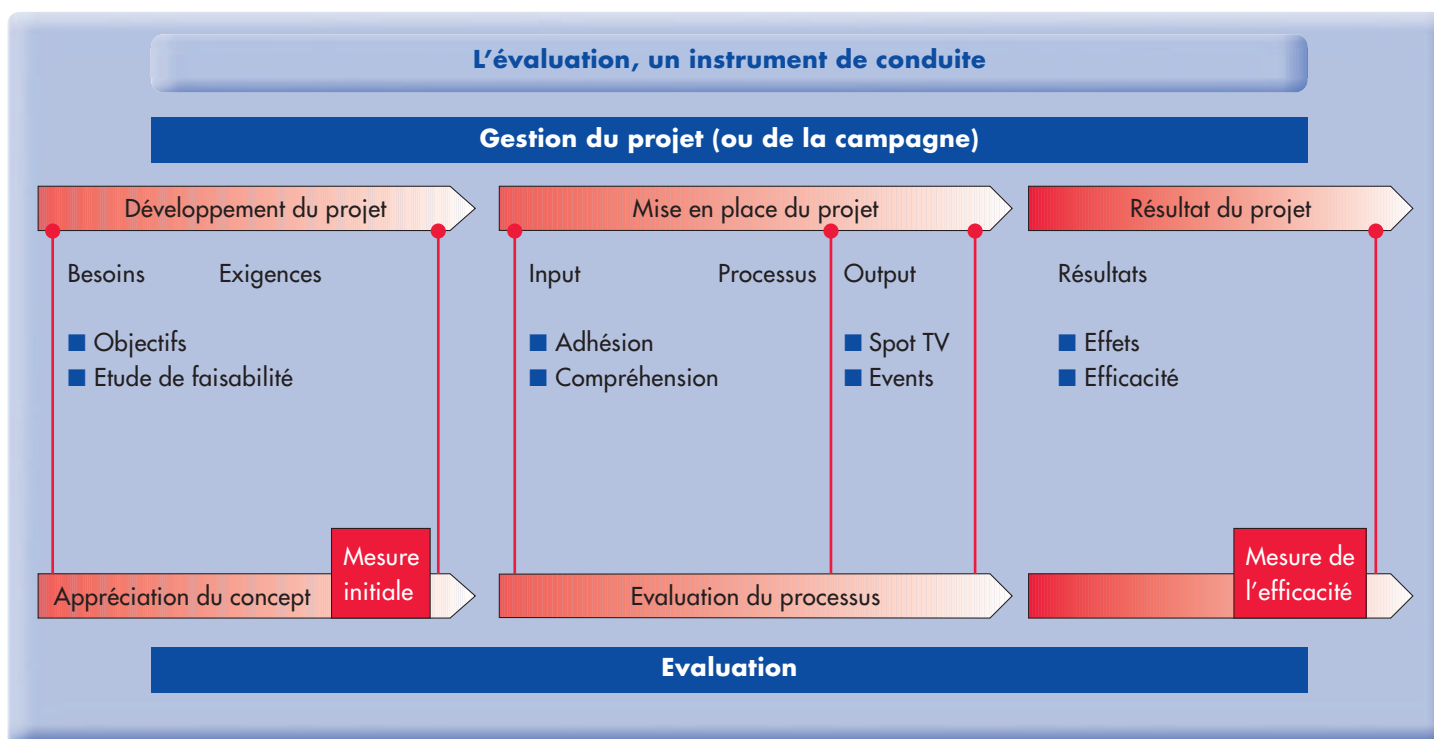 L’évaluation, un instrument de conduite
Gestion du projet (ou de la campagne)
Développement du projet
Mise en place du projet
Résultat du projet
Besoins
Exigences
Input
Processus
Output
Résultats
Objectifs
Etude de faisabilité
Adhésion
Compréhension
Spot TV
Events
Effets
Efficacité
Appréciation du concept
Mesure
initiale
Evaluation du processus
Mesure de
l’efficacité
Evaluation